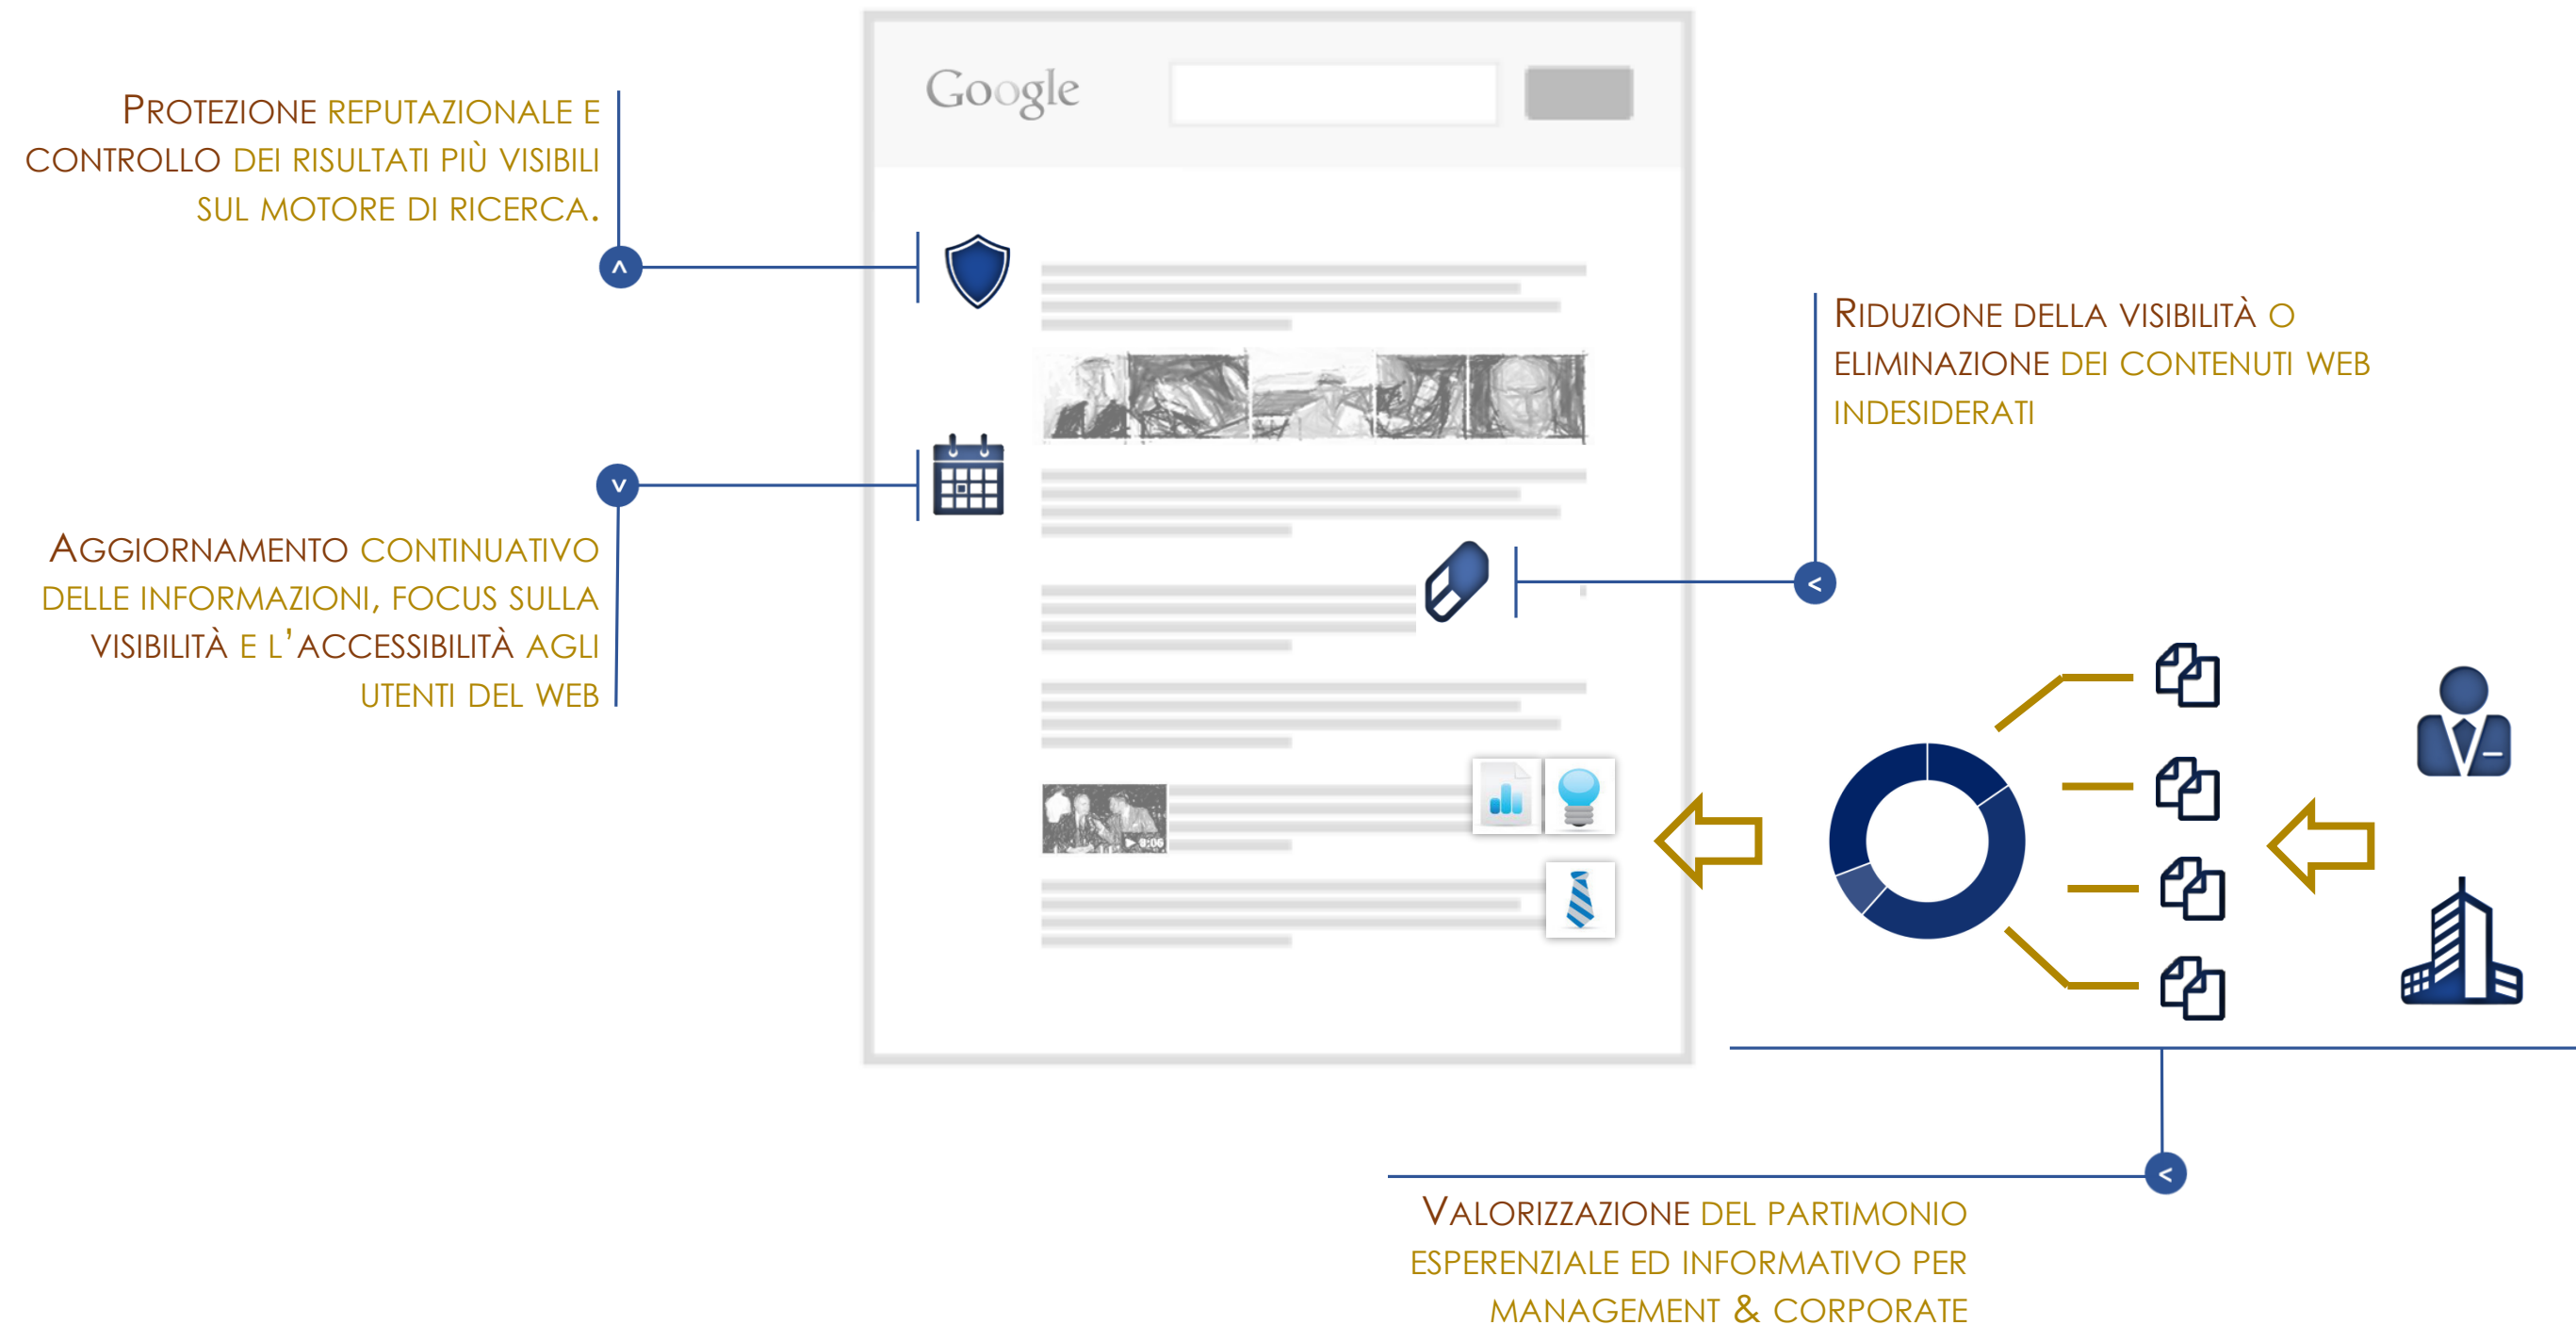 Google
Protezione reputazionale e
controllo dei risultati più visibili
sul motore di ricerca.
Riduzione della visibilità o
eliminazione dei contenuti web
indesiderati
Aggiornamento continuativo
delle informazioni, focus sulla
visibilità e l'accessibilità agli
utenti del web
Valorizzazione del partimonio
esperenziale ed informativo per
management & corporate